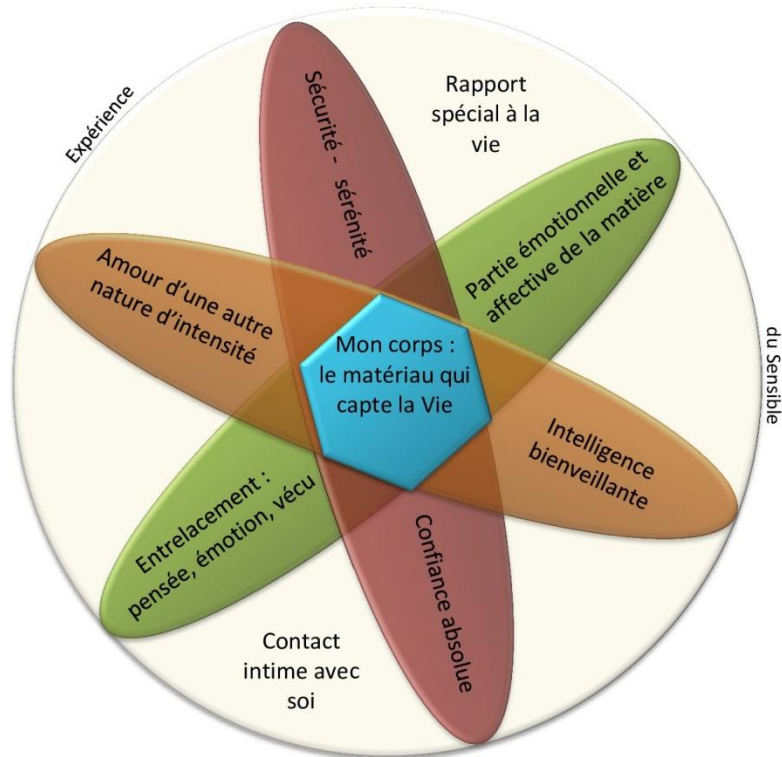 Expérience
Sécurité - sérénité
Rapport
spécial à la
vie
Partie émotionnelle et
affective de la matière
Amour d'une autre
nature d'intensité
du Sensible
Mon corps :
le matériau qui
capte la Vie
Intelligence
bienveillante
Entrelacement :
pensée, émotion, vécu
Confiance absolue
Contact
intime avec
soi